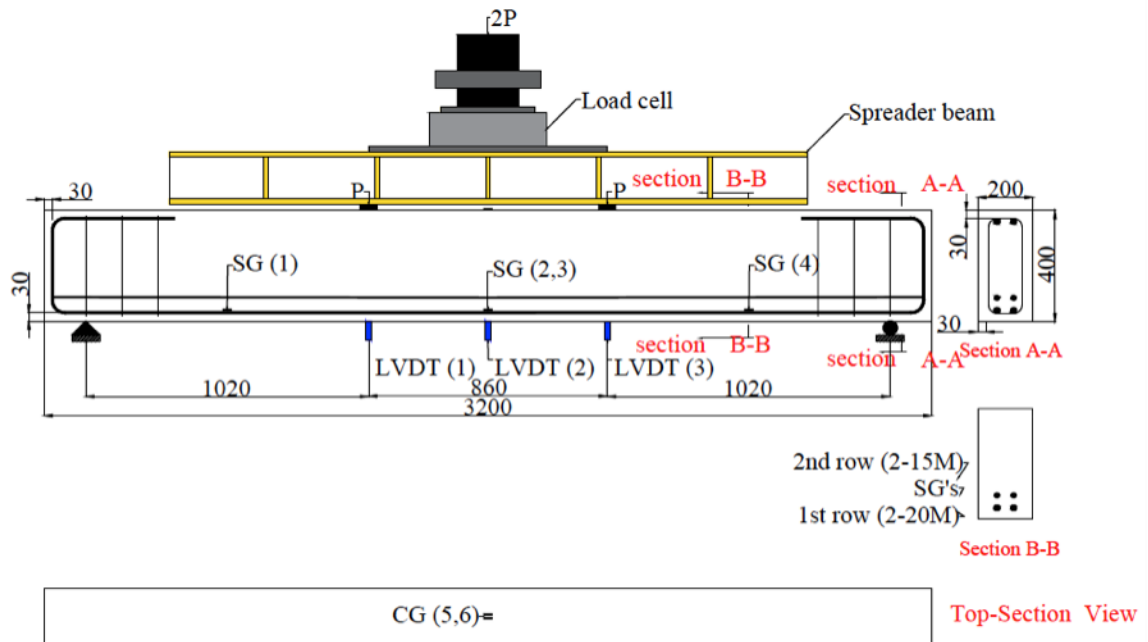 2P
Load cell
Spreader beam
section B-B
section A-A
P
P
30
200
30
400
SG (1)
SG (2,3)
SG (4)
30
30
section B-B
Section A-A
section A-A
LVDT (1)
LVDT (2)
LVDT (3)
1020
860
1020
3200
2nd row (2-15M)
SG's
1st row (2-20M)
Section B-B
CG (5,6)
Top-Section View